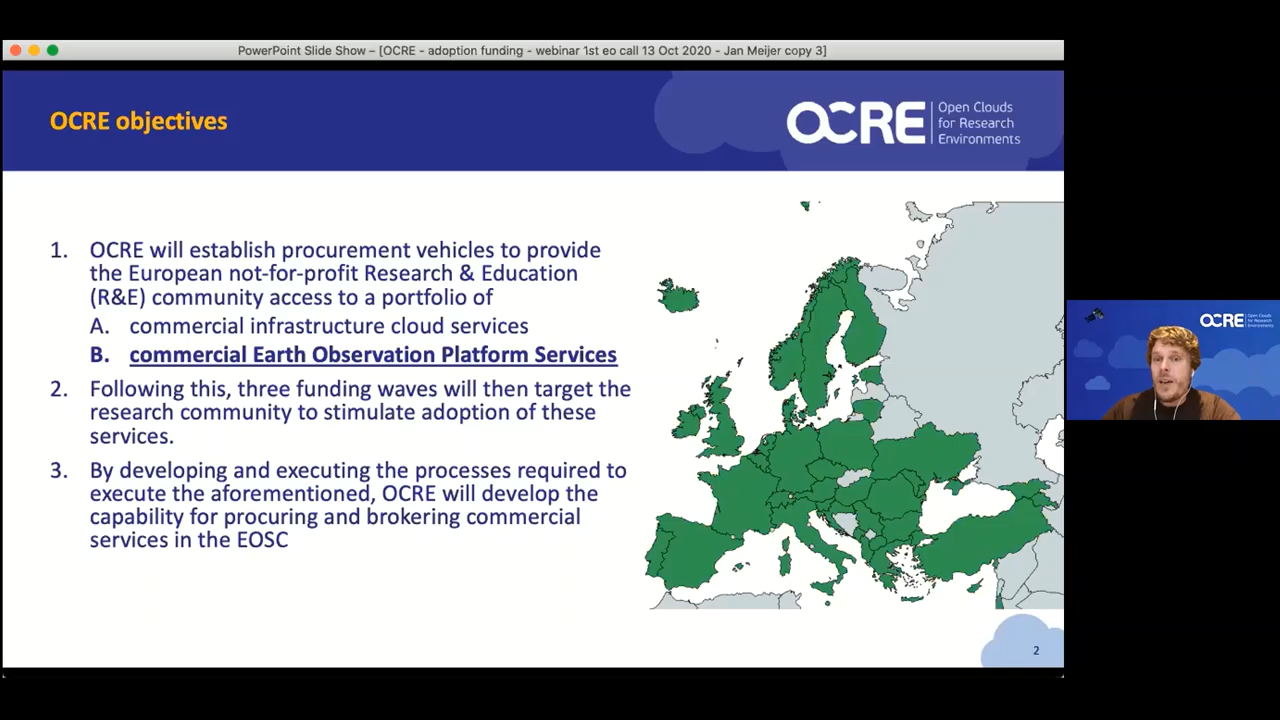 PowerPoint Slide Show – [OCRE - adoption funding - webinar 1st eo call 13 Oct 2020 - Jan Meijer copy 3]
OCRE objectives
OCRE
Open Clouds
for Research
Environments
1. OCRE will establish procurement vehicles to provide
the European not-for-profit Research & Education
(R&E) community access to a portfolio of
A. commercial infrastructure cloud services
B. commercial Earth Observation Platform Services
2. Following this, three funding waves will then target the
research community to stimulate adoption of these
services.
3. By developing and executing the processes required to
execute the aforementioned, OCRE will develop the
capability for procuring and brokering commercial
services in the EOSC
2
OCRE
Open Clouds
for Research
Environments